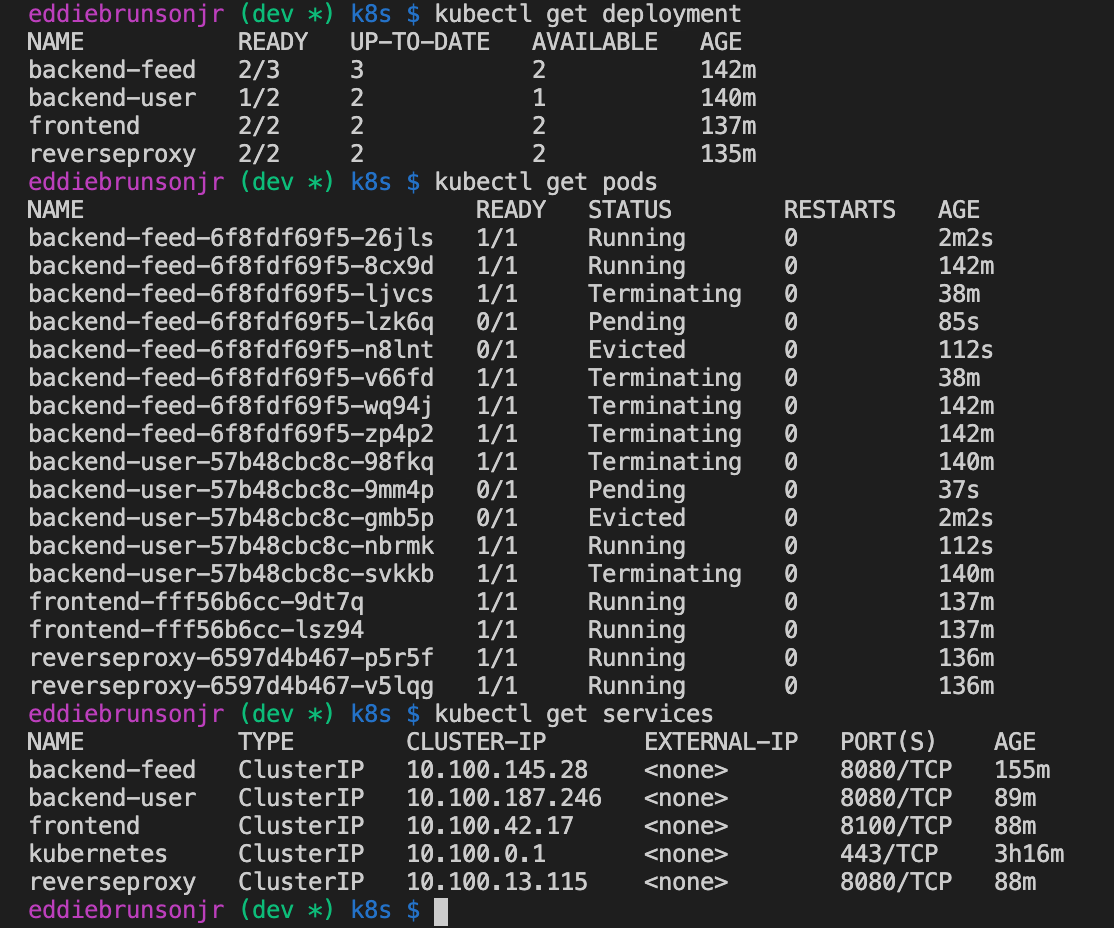 eddiebrunsonjr (dev *) k8s $ kubectl get deployment
NAME READY UP-TO-DATE AVAILABLE AGE
backend-feed 2/3 3 2 142m
backend-user 1/2 2 1 140m
frontend 2/2 2 2 137m
reverseproxy 2/2 2 2 135m
eddiebrunsonjr (dev *) k8s $ kubectl get pods
NAME READY STATUS RESTARTS AGE
backend-feed-6f8fdf69f5-26jls 1/1 Running 0 2m2s
backend-feed-6f8fdf69f5-8cx9d 1/1 Running 0 142m
backend-feed-6f8fdf69f5-ljvcs 1/1 Terminating 0 38m
backend-feed-6f8fdf69f5-lzk6q 0/1 Pending 0 85s
backend-feed-6f8fdf69f5-n8lnt 0/1 Evicted 0 112s
backend-feed-6f8fdf69f5-v66fd 1/1 Terminating 0 38m
backend-feed-6f8fdf69f5-wq94j 1/1 Terminating 0 142m
backend-feed-6f8fdf69f5-zp4p2 1/1 Terminating 0 142m
backend-user-57b48cbc8c-98fkq 1/1 Terminating 0 140m
backend-user-57b48cbc8c-9mm4p 0/1 Pending 0 37s
backend-user-57b48cbc8c-gmb5p 0/1 Evicted 0 2m2s
backend-user-57b48cbc8c-nbrmk 1/1 Running 0 112s
backend-user-57b48cbc8c-svkkb 1/1 Terminating 0 140m
frontend-fff56b6cc-9dt7q 1/1 Running 0 137m
frontend-fff56b6cc-lsz94 1/1 Running 0 137m
reverseproxy-6597d4b467-p5r5f 1/1 Running 0 136m
reverseproxy-6597d4b467-v5lqg 1/1 Running 0 136m
eddiebrunsonjr (dev *) k8s $ kubectl get services
NAME TYPE CLUSTER-IP EXTERNAL-IP PORT(S) AGE
backend-feed ClusterIP 10.100.145.28 <none> 8080/TCP 155m
backend-user ClusterIP 10.100.187.246 <none> 8080/TCP 89m
frontend ClusterIP 10.100.42.17 <none> 8100/TCP 88m
kubernetes ClusterIP 10.100.0.1 <none> 443/TCP 3h16m
reverseproxy ClusterIP 10.100.13.115 <none> 8080/TCP 88m
eddiebrunsonjr (dev *) k8s $